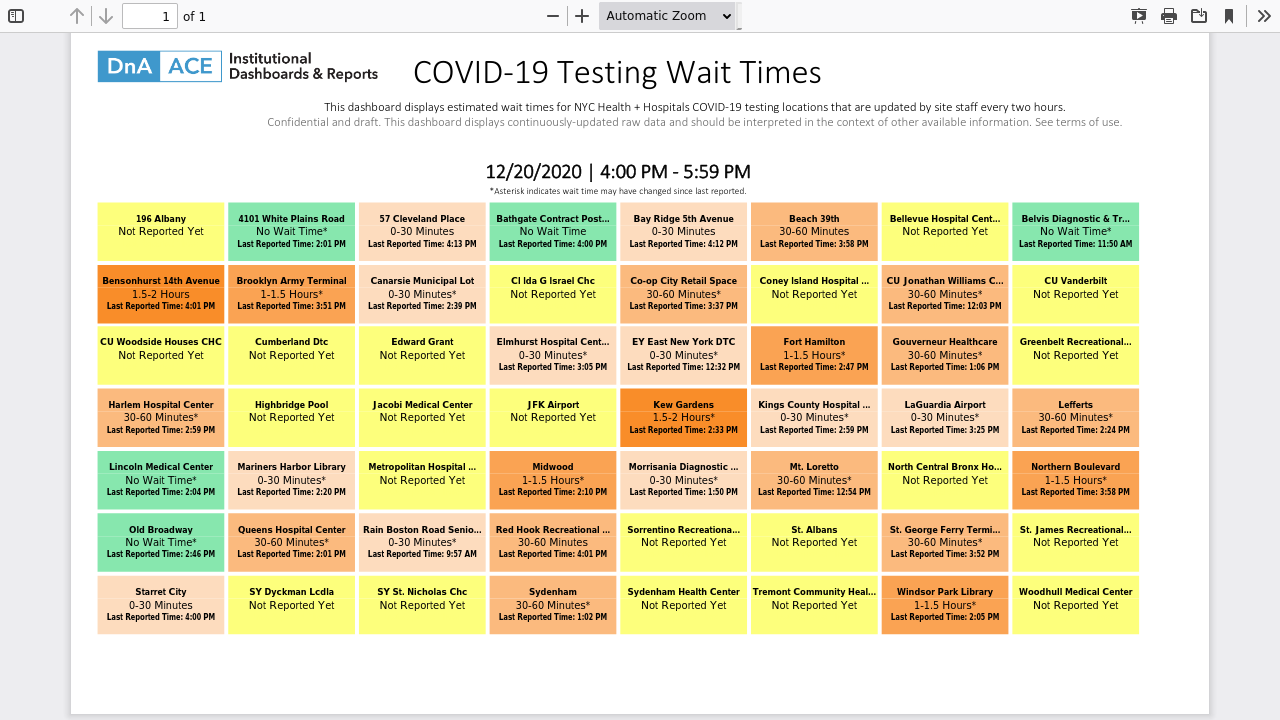 1 of 1 Automatic Zoom
DnA ACE Institutional
Dashboards & Reports
COVID-19 Testing Wait Times
This dashboard displays estimated wait times for NYC Health + Hospitals COVID-19 testing locations that are updated by site staff every two hours.
Confidential and draft. This dashboard displays continuously-updated raw data and should be interpreted in the context of other available information. See terms of use.
12/20/2020 | 4:00 PM - 5:59 PM
*Asterisk indicates wait time may have changed since last reported.
196 Albany
Not Reported Yet
4101 White Plains Road
No Wait Time*
Last Reported Time: 2:01 PM
57 Cleveland Place
0-30 Minutes
Last Reported Time: 4:13 PM
Bathgate Contract Post...
No Wait Time
Last Reported Time: 4:00 PM
Bay Ridge 5th Avenue
0-30 Minutes
Last Reported Time: 4:12 PM
Beach 39th
30-60 Minutes
Last Reported Time: 3:58 PM
Bellevue Hospital Cent...
Not Reported Yet
Belvis Diagnostic & Tr...
No Wait Time*
Last Reported Time: 11:50 AM
Bensonhurst 14th Avenue
1.5-2 Hours
Last Reported Time: 4:01 PM
Brooklyn Army Terminal
1-1.5 Hours*
Last Reported Time: 3:51 PM
Canarsie Municipal Lot
0-30 Minutes*
Last Reported Time: 2:39 PM
Cl Ida G Israel Chc
Not Reported Yet
Co-op City Retail Space
30-60 Minutes*
Last Reported Time: 3:37 PM
Coney Island Hospital ...
Not Reported Yet
CU Jonathan Williams C...
30-60 Minutes*
Last Reported Time: 12:03 PM
CU Vanderbilt
Not Reported Yet
CU Woodside Houses CHC
Not Reported Yet
Cumberland Dtc
Not Reported Yet
Edward Grant
Not Reported Yet
Elmhurst Hospital Cent...
0-30 Minutes*
Last Reported Time: 3:05 PM
EY East New York DTC
0-30 Minutes*
Last Reported Time: 12:32 PM
Fort Hamilton
1-1.5 Hours*
Last Reported Time: 2:47 PM
Gouverneur Healthcare
30-60 Minutes*
Last Reported Time: 1:06 PM
Greenbelt Recreational...
Not Reported Yet
Harlem Hospital Center
30-60 Minutes*
Last Reported Time: 2:59 PM
Highbridge Pool
Not Reported Yet
Jacobi Medical Center
Not Reported Yet
JFK Airport
Not Reported Yet
Kew Gardens
1.5-2 Hours*
Last Reported Time: 2:33 PM
Kings County Hospital ...
0-30 Minutes*
Last Reported Time: 2:59 PM
LaGuardia Airport
0-30 Minutes*
Last Reported Time: 3:25 PM
Lefferts
30-60 Minutes*
Last Reported Time: 2:24 PM
Lincoln Medical Center
No Wait Time*
Last Reported Time: 2:04 PM
Mariners Harbor Library
0-30 Minutes*
Last Reported Time: 2:20 PM
Metropolitan Hospital ...
Not Reported Yet
Midwood
1-1.5 Hours*
Last Reported Time: 2:10 PM
Morrisania Diagnostic ...
0-30 Minutes*
Last Reported Time: 1:50 PM
Mt. Loretto
30-60 Minutes*
Last Reported Time: 12:54 PM
North Central Bronx Ho...
Not Reported Yet
Northern Boulevard
1-1.5 Hours*
Last Reported Time: 3:58 PM
Old Broadway
No Wait Time*
Last Reported Time: 2:46 PM
Queens Hospital Center
30-60 Minutes*
Last Reported Time: 2:01 PM
Rain Boston Road Senio...
0-30 Minutes*
Last Reported Time: 9:57 AM
Red Hook Recreational ...
30-60 Minutes
Last Reported Time: 4:01 PM
Sorrentino Recreationa...
Not Reported Yet
St. Albans
Not Reported Yet
St. George Ferry Termi...
30-60 Minutes*
Last Reported Time: 3:52 PM
St. James Recreational...
Not Reported Yet
Starret City
0-30 Minutes
Last Reported Time: 4:00 PM
SY Dyckman Lcdla
Not Reported Yet
SY St. Nicholas Chc
Not Reported Yet
Sydenham
30-60 Minutes*
Last Reported Time: 1:02 PM
Sydenham Health Center
Not Reported Yet
Tremont Community Heal...
Not Reported Yet
Windsor Park Library
1-1.5 Hours*
Last Reported Time: 2:05 PM
Woodhull Medical Center
Not Reported Yet